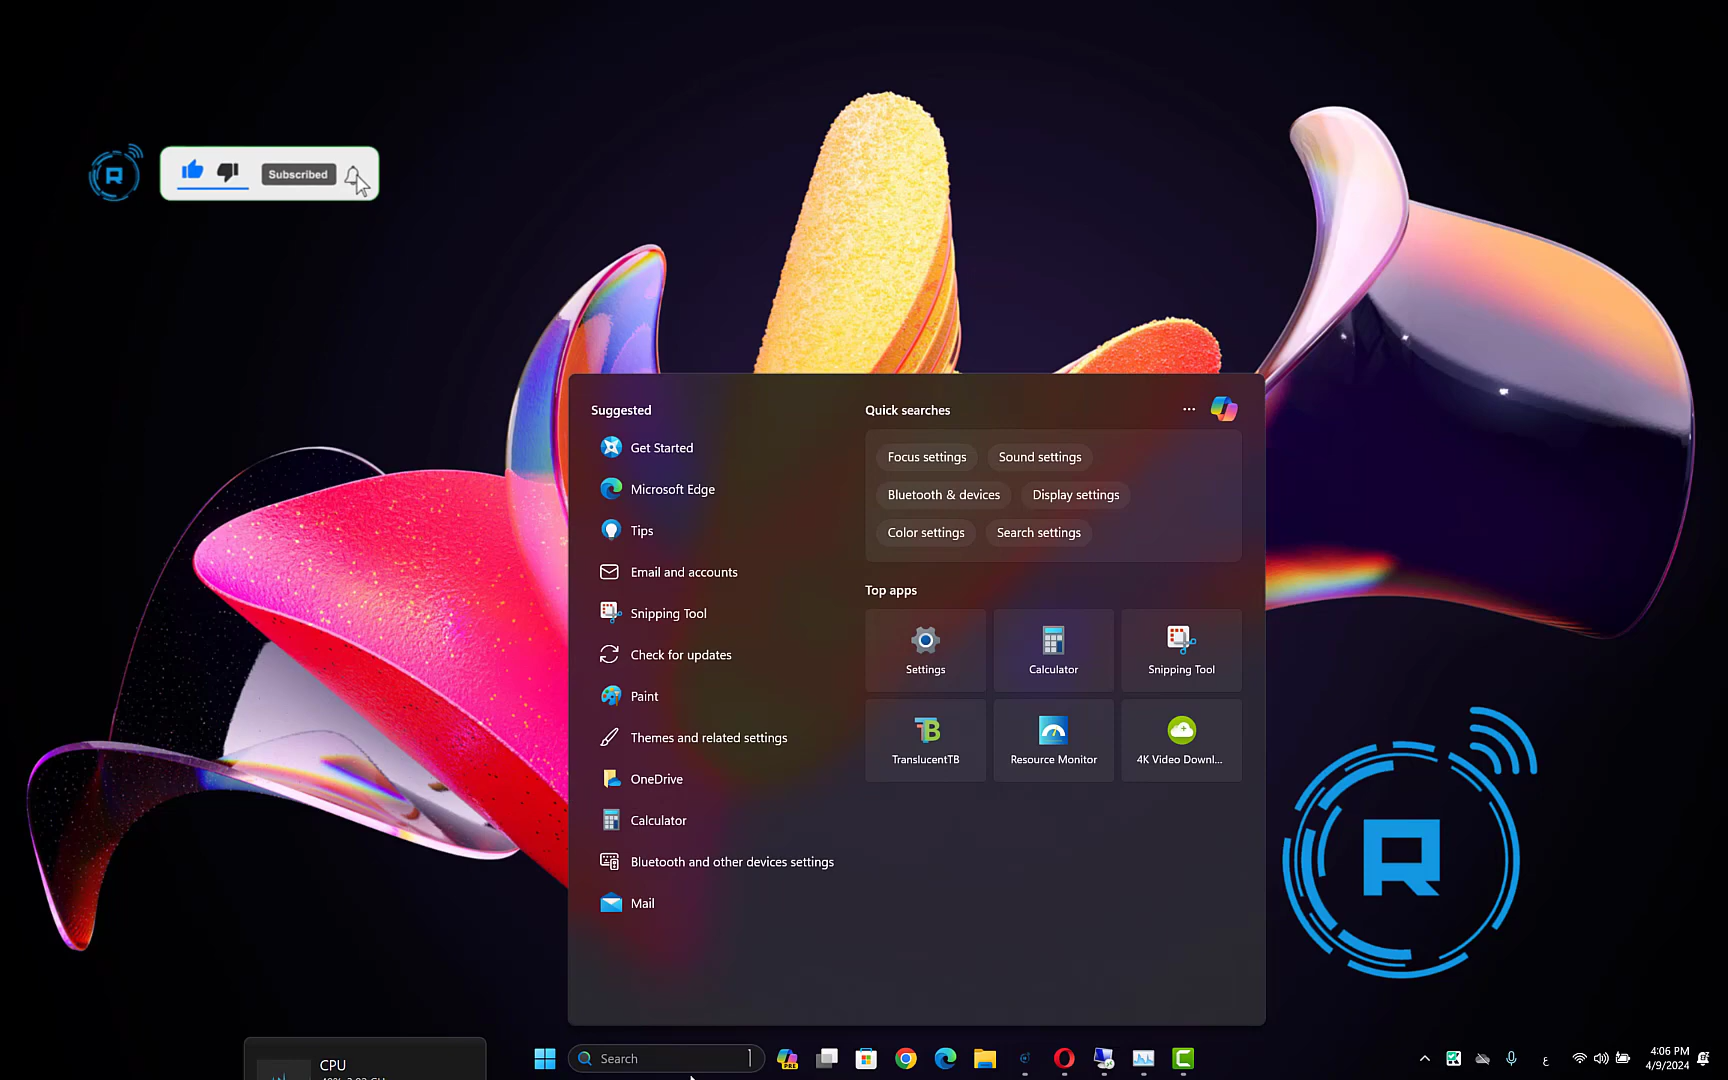 R
Subscribed
Suggested
Get Started
Microsoft Edge
Tips
Email and accounts
Snipping Tool
Check for updates
Paint
Themes and related settings
OneDrive
Calculator
Bluetooth and other devices settings
Mail
Quick searches
Focus settings
Sound settings
Bluetooth & devices
Display settings
Color settings
Search settings
Top apps
Settings
Calculator
Snipping Tool
TB
TranslucentTB
Resource Monitor
4K Video Downl...
R
CPU
Search
PRE
ع
4:06 PM
4/9/2024